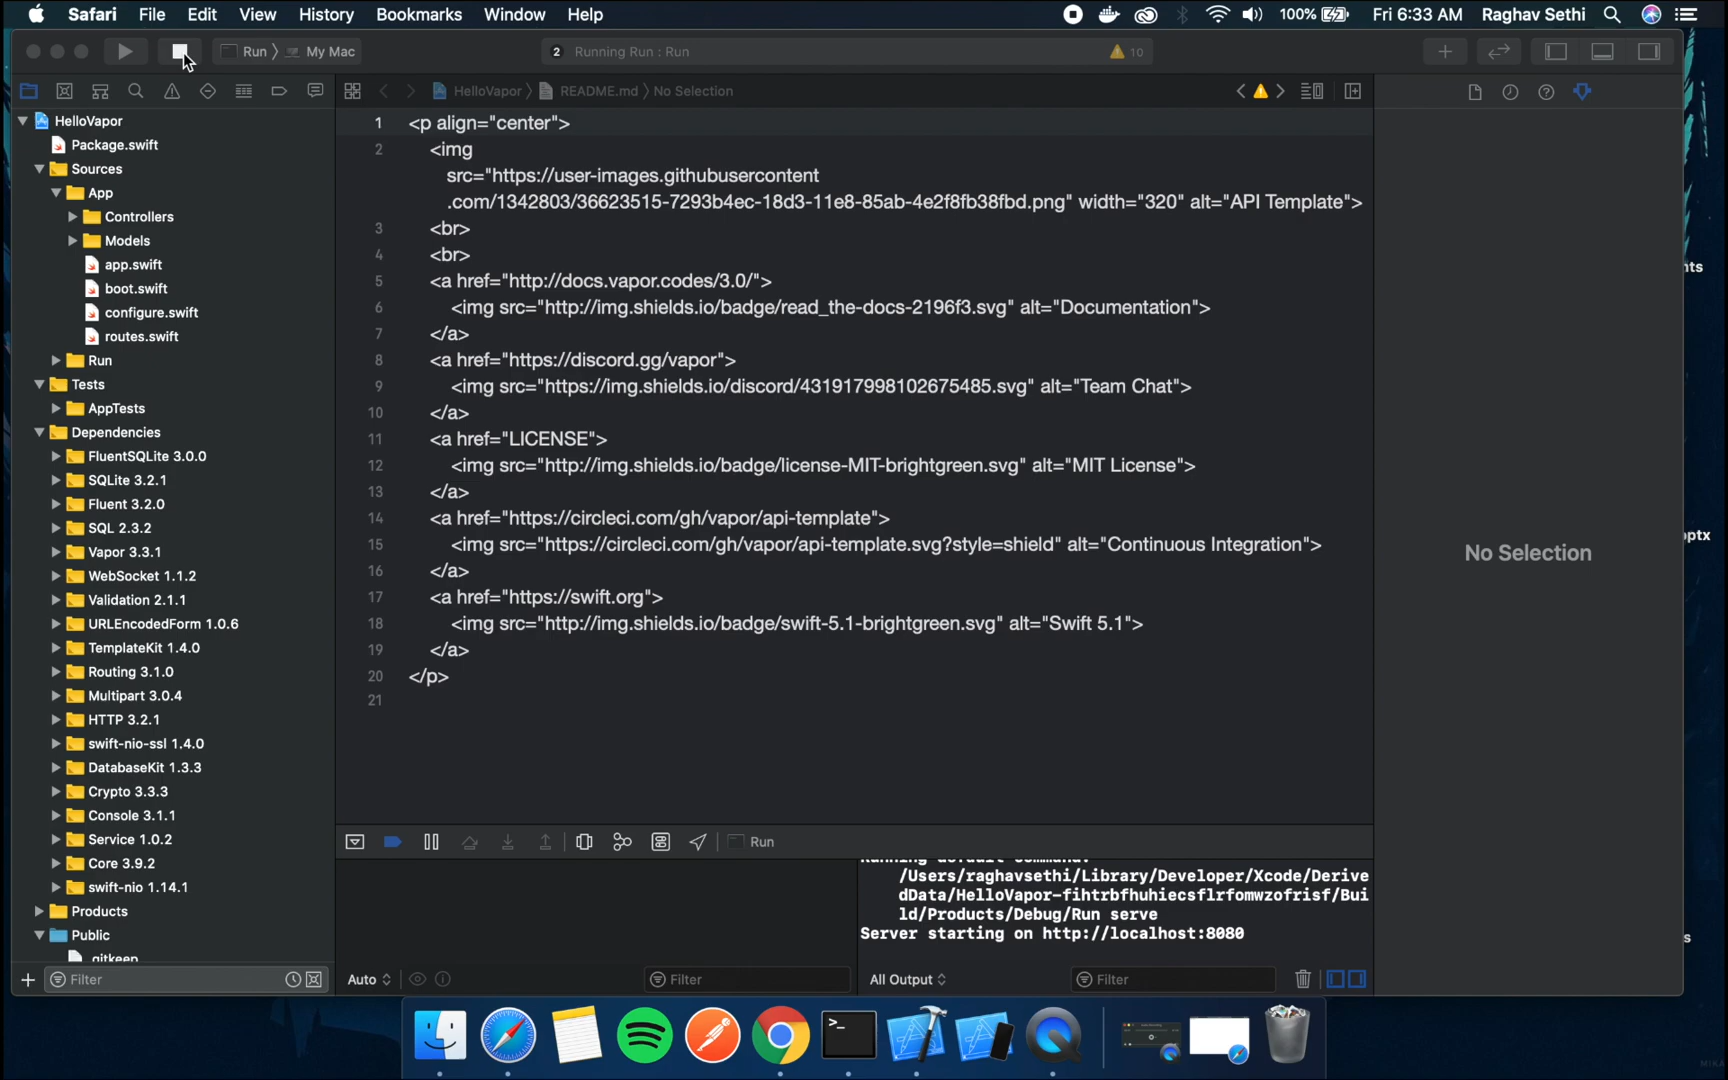 Safari File Edit View History Bookmarks Window Help 100% Fri 6:33 AM Raghav Sethi
Run My Mac 2 Running Run : Run 10
HelloVapor README.md No Selection
HelloVapor
Package.swift
Sources
App
Controllers
Models
app.swift
boot.swift
configure.swift
routes.swift
Run
Tests
AppTests
Dependencies
FluentSQLite 3.0.0
SQLite 3.2.1
Fluent 3.2.0
SQL 2.3.2
Vapor 3.3.1
WebSocket 1.1.2
Validation 2.1.1
URLEncodedForm 1.0.6
TemplateKit 1.4.0
Routing 3.1.0
Multipart 3.0.4
HTTP 3.2.1
swift-nio-ssl 1.4.0
DatabaseKit 1.3.3
Crypto 3.3.3
Console 3.1.1
Service 1.0.2
Core 3.9.2
swift-nio 1.14.1
Products
Public
.gitkeep
Filter
1 <p align="center">
2 <img
src="https://user-images.githubusercontent
.com/1342803/36623515-7293b4ec-18d3-11e8-85ab-4e2f8fb38fbd.png" width="320" alt="API Template">
3 <br>
4 <br>
5 <a href="http://docs.vapor.codes/3.0/">
6 <img src="http://img.shields.io/badge/read_the-docs-2196f3.svg" alt="Documentation">
7 </a>
8 <a href="https://discord.gg/vapor">
9 <img src="https://img.shields.io/discord/431917998102675485.svg" alt="Team Chat">
10 </a>
11 <a href="LICENSE">
12 <img src="http://img.shields.io/badge/license-MIT-brightgreen.svg" alt="MIT License">
13 </a>
14 <a href="https://circleci.com/gh/vapor/api-template">
15 <img src="https://circleci.com/gh/vapor/api-template.svg?style=shield" alt="Continuous Integration">
16 </a>
17 <a href="https://swift.org">
18 <img src="http://img.shields.io/badge/swift-5.1-brightgreen.svg" alt="Swift 5.1">
19 </a>
20 </p>
21
No Selection
nts
pptx
s
Run
Running default command:
/Users/raghavsethi/Library/Developer/Xcode/Derive
dData/HelloVapor-fihtrbfhuhiecsflrfomwzofrisf/Bui
ld/Products/Debug/Run serve
Server starting on http://localhost:8080
Auto Filter All Output Filter